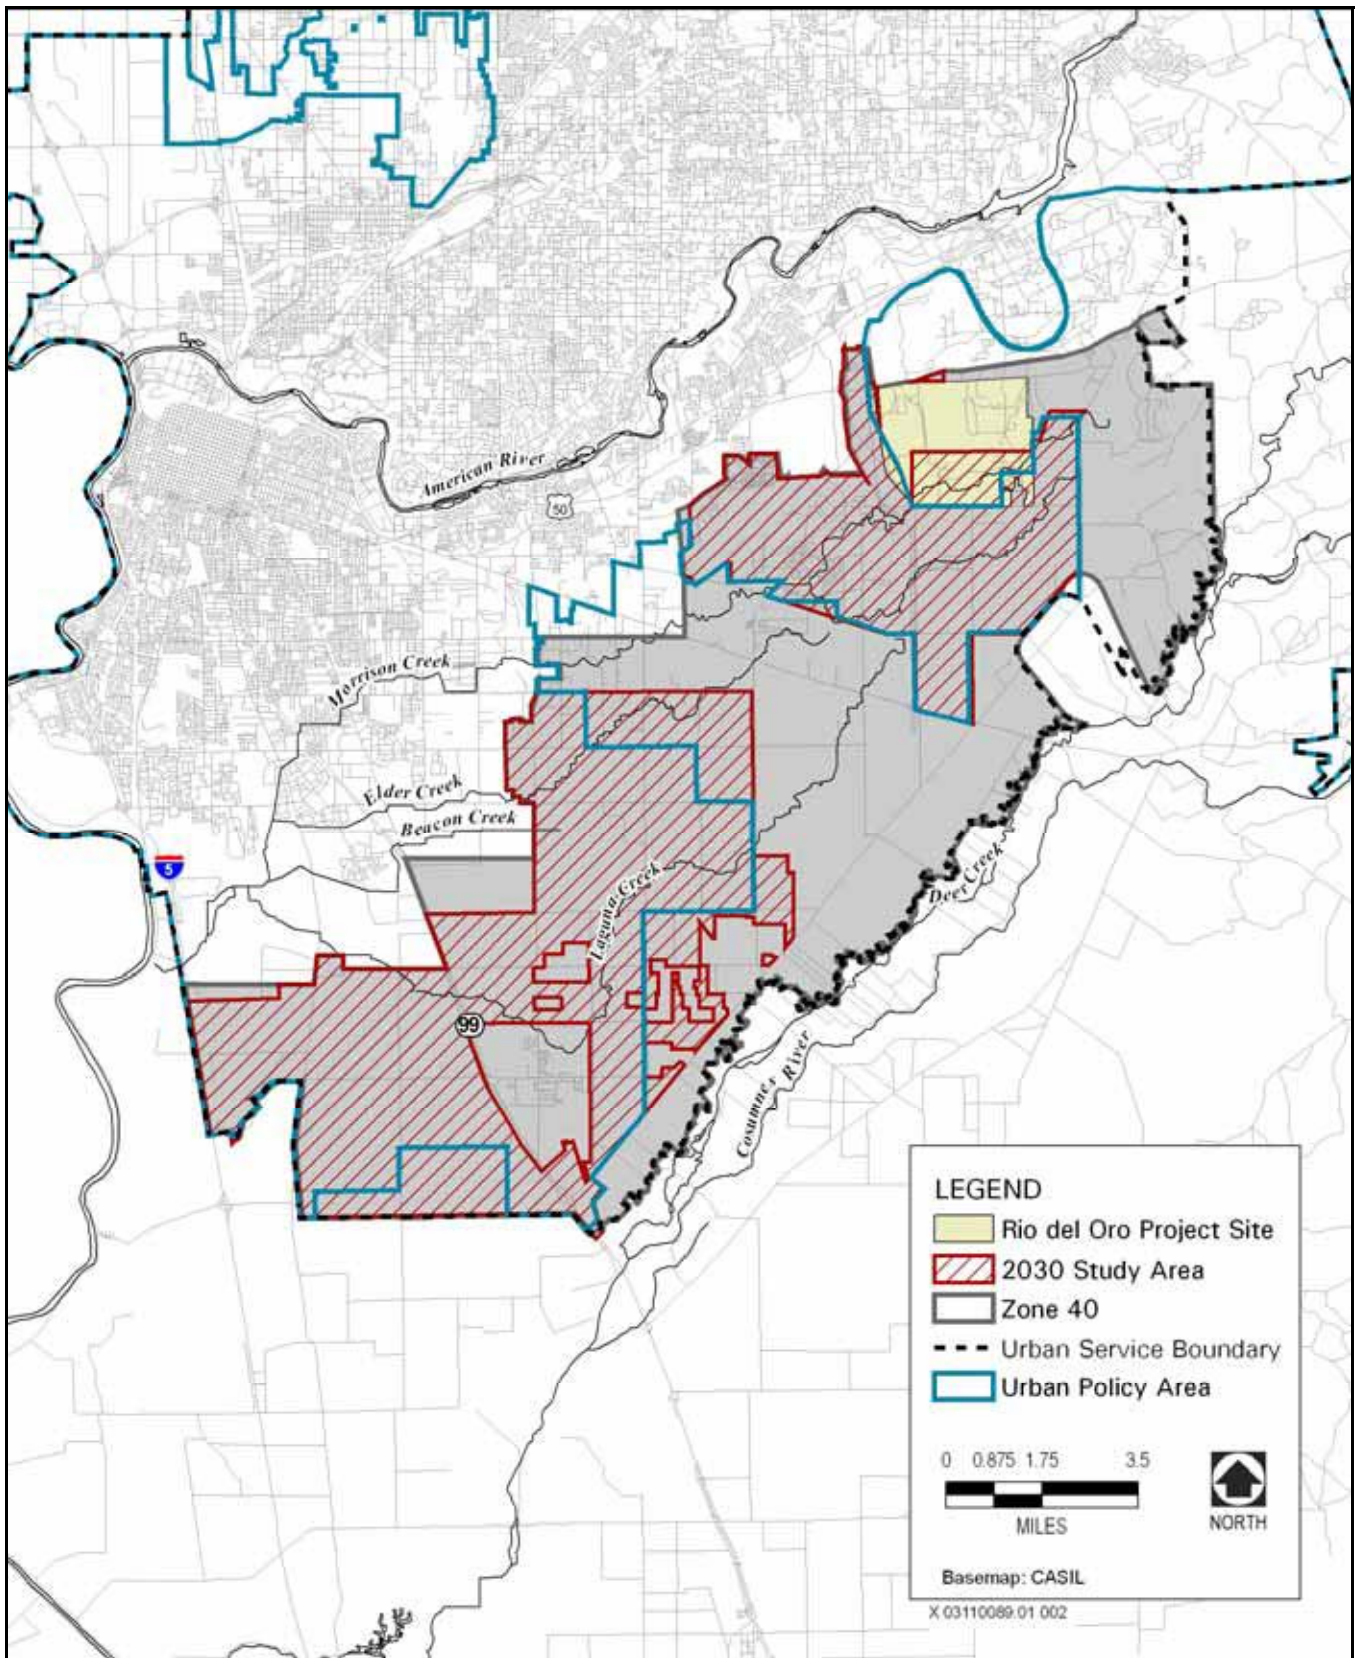 American River
50
Morrison Creek
Elder Creek
Beacon Creek
5
Laguna Creek
Deer Creek
99
Cosumnes River
LEGEND
Rio del Oro Project Site
2030 Study Area
Zone 40
Urban Service Boundary
Urban Policy Area
0 0.875 1.75 3.5
MILES
NORTH
Basemap: CASIL
X 03110089.01 002